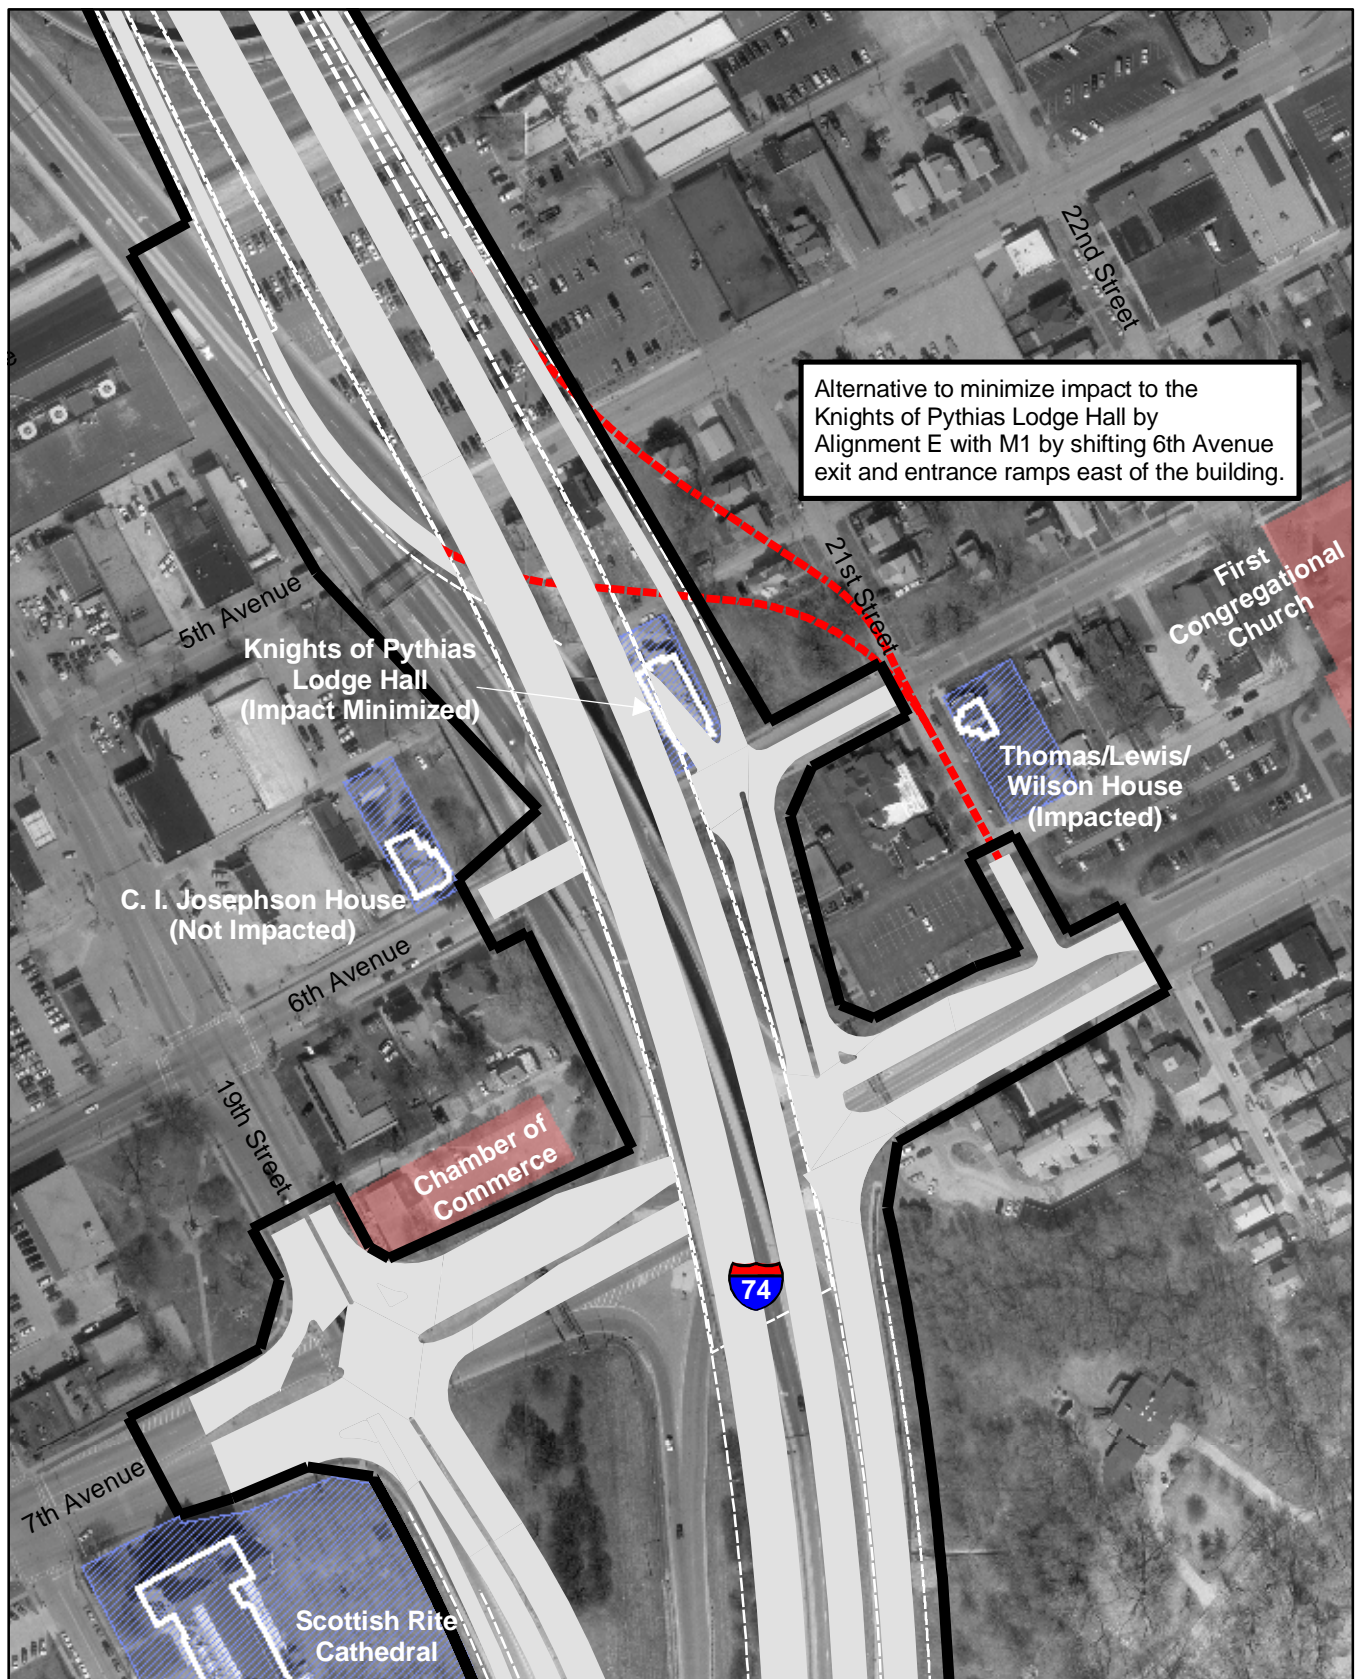 22nd Street
Alternative to minimize impact to the
Knights of Pythias Lodge Hall by
Alignment E with M1 by shifting 6th Avenue
exit and entrance ramps east of the building.
21st Street
First
Congregational
Church
5th Avenue
Knights of Pythias
Lodge Hall
(Impact Minimized)
Thomas/Lewis/
Wilson House
(Impacted)
C. I. Josephson House
(Not Impacted)
6th Avenue
19th Street
Chamber of
Commerce
74
7th Avenue
Scottish Rite
Cathedral